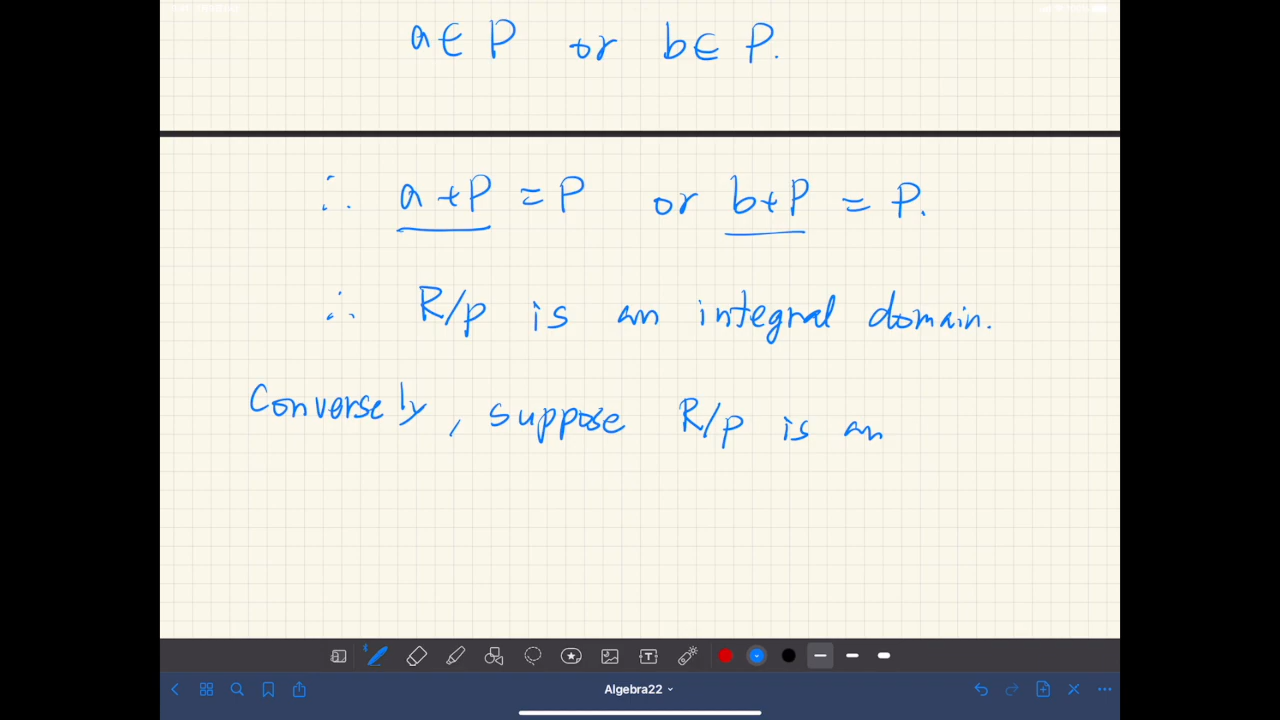 a ∈ P or b ∈ P.
∴ a + P = P or b + P = P.
∴ R/p is an integral domain.
Conversely, suppose R/p is an
Algebra22